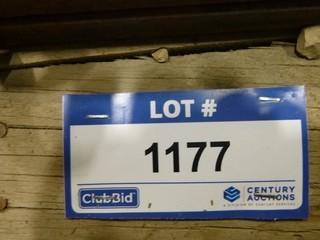 LOT #
1177
ClubBid
CENTURY
AUCTIONS
A DIVISION OF CENTURY SERVICES